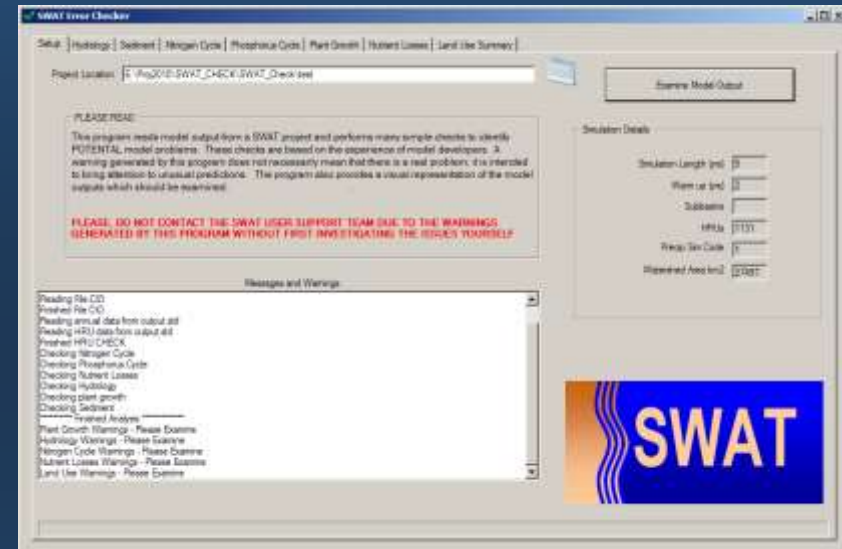 SWAT Error Checker
Setup Hydrology Sediment Nitrogen Cycle Phosphorus Cycle Plant Growth Nutrient Losses Land Use Summary
Project Location
Examine Model Output
PLEASE READ
This program reads model output from a SWAT project and performs many simple checks to identify
POTENTAL model problems. These checks are based on the experience of model developers. A
warning generated by this program does not necessary mean that there is a real problem, it is intended
to bring attention to unusual predictions. The program also provides a visual representation of the model
outputs which should be examined.
PLEASE, DO NOT CONTACT THE SWAT USER SUPPORT TEAM DUE TO THE WARNINGS
GENERATED BY THIS PROGRAM WITHOUT FIRST INVESTIGATING THE ISSUES YOURSELF
Simulation Details
Simulation Length (yrs)
Warm up (yrs)
Subbasins
HRUs
Precip Sim Code
Watershed Area km2
Messages and Warnings
Reading File.CIO
Finished File.CIO
Reading annual data from output.std
Reading HRU data from output.std
Finished HRU CHECK
Checking Nitrogen Cycle
Checking Phosphorus Cycle
Checking Nutrient Losses
Checking Hydrology
Checking plant growth
Checking Sediment
Finished Analysis
Plant Growth Warnings - Please Examine
Hydrology Warnings - Please Examine
Nitrogen Cycle Warnings - Please Examine
Nutrient Losses Warnings - Please Examine
Land Use Warnings - Please Examine
SWAT